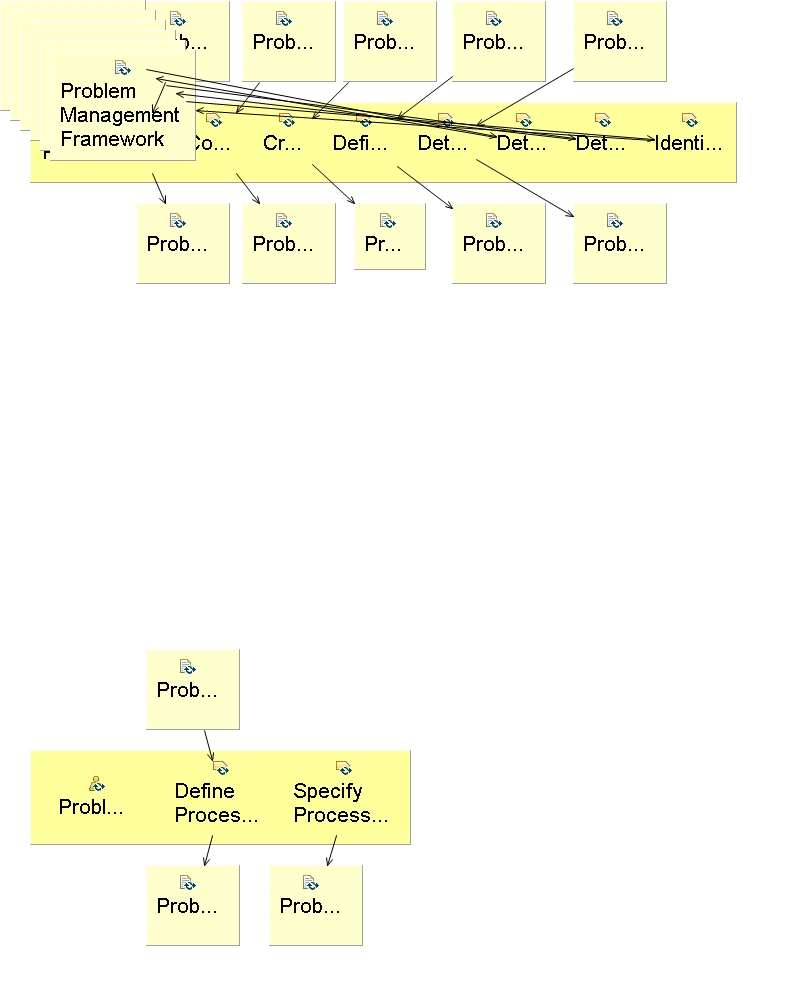 b...
Prob...
Prob...
Prob...
Prob...
Problem
Management
Framework
Co...
Cr...
Defi...
Det...
Det...
Det...
Identi...
Prob...
Prob...
Pr...
Prob...
Prob...
Prob...
Probl...
Define
Proces...
Specify
Process...
Prob...
Prob...